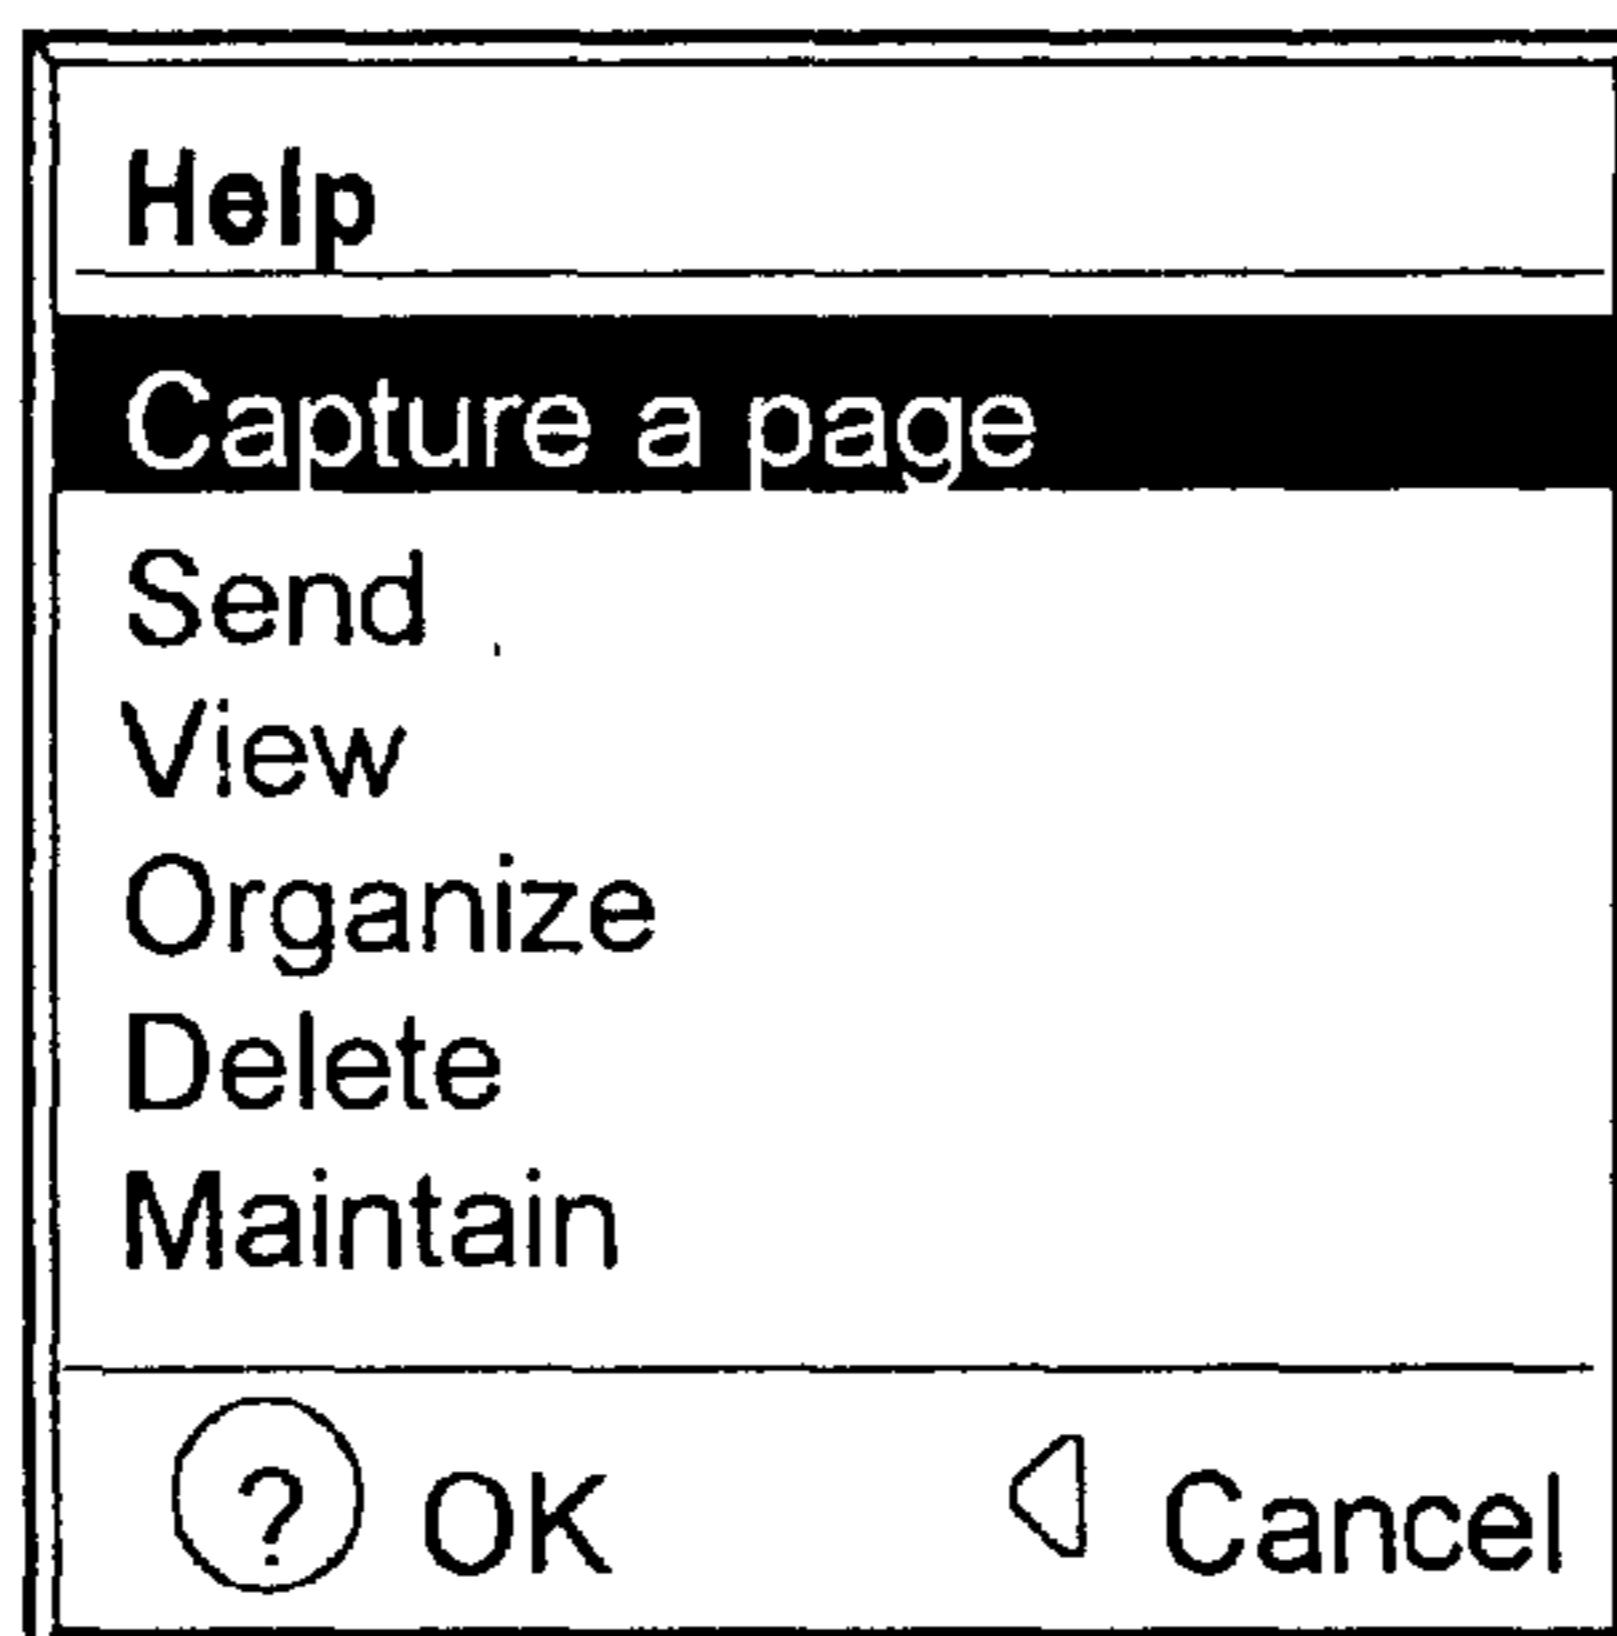 Help
Capture a page
Send
View
Organize
Delete
Maintain
? OK Cancel